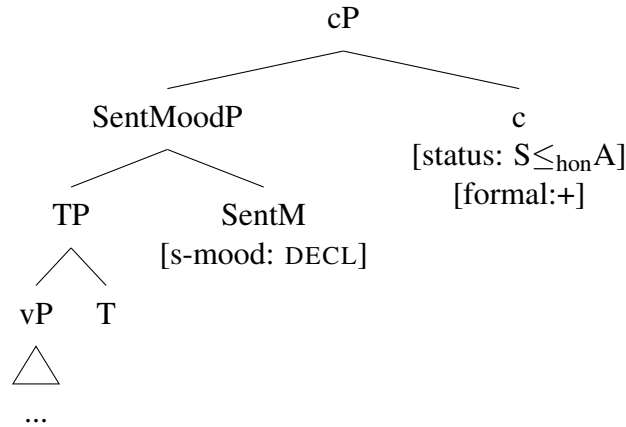 cP
SentMoodP c
[status: S≤honA]
[formal:+]
TP SentM
[s-mood: DECL]
vP T
...